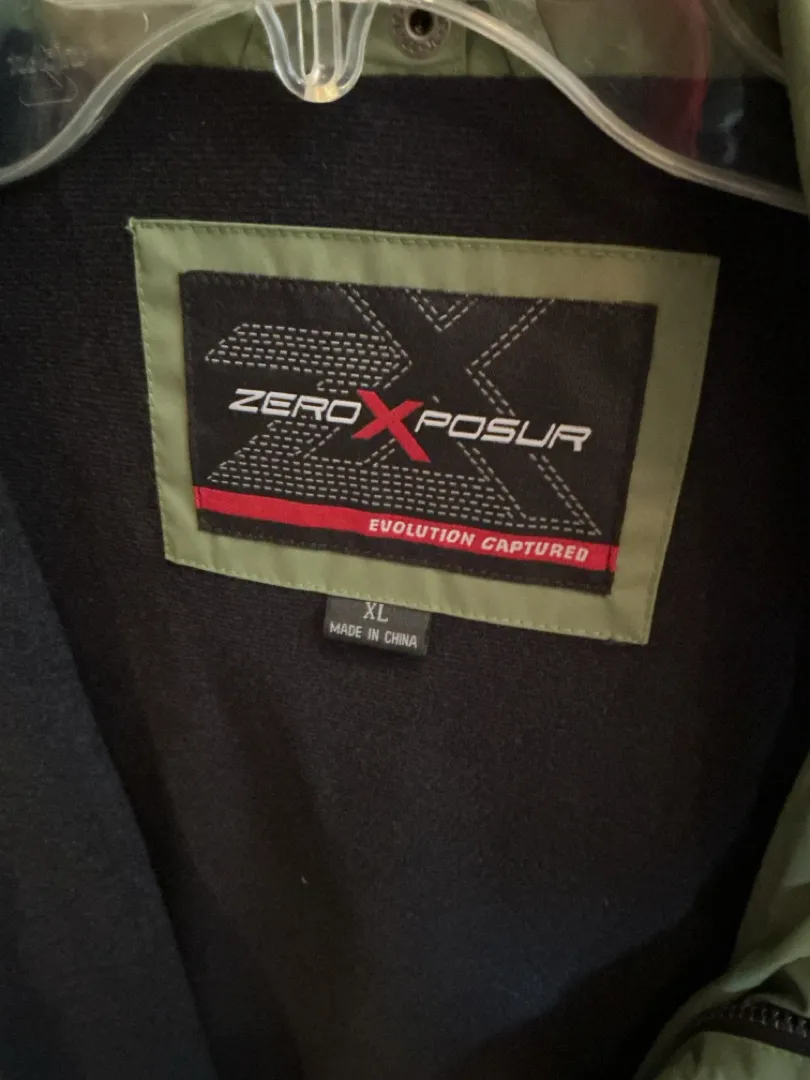 ZEROXPOSUR
EVOLUTION CAPTURED
XL
MADE IN CHINA